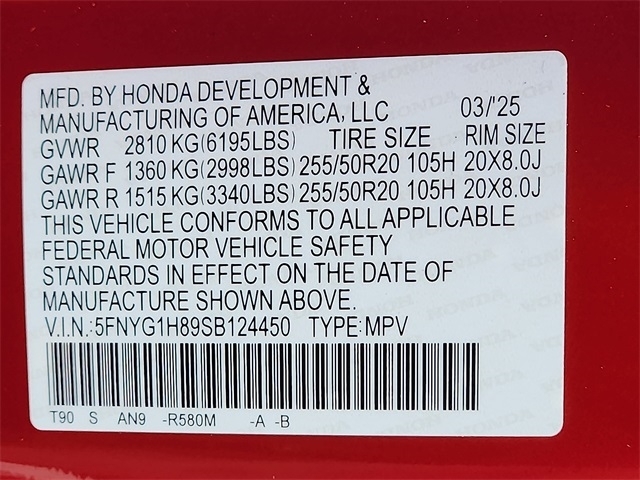 MFD. BY HONDA DEVELOPMENT &
MANUFACTURING OF AMERICA, LLC 03/'25
GVWR 2810 KG(6195LBS) TIRE SIZE RIM SIZE
GAWR F 1360 KG(2998LBS) 255/50R20 105H 20X8.0J
GAWR R 1515 KG(3340LBS) 255/50R20 105H 20X8.0J
THIS VEHICLE CONFORMS TO ALL APPLICABLE
FEDERAL MOTOR VEHICLE SAFETY
STANDARDS IN EFFECT ON THE DATE OF
MANUFACTURE SHOWN ABOVE.
V.I.N.:5FNYG1H89SB124450 TYPE:MPV
T90 S AN9 -R580M -A -B